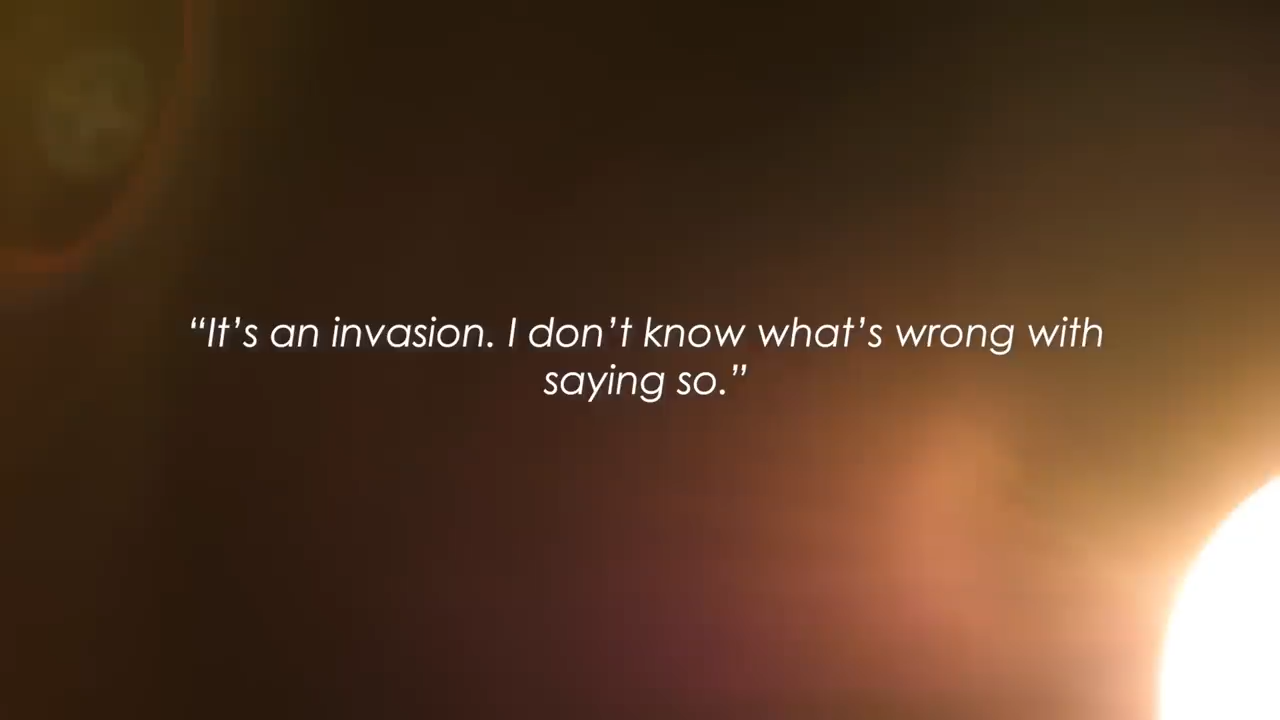 “It’s an invasion. I don’t know what’s wrong with
saying so.”